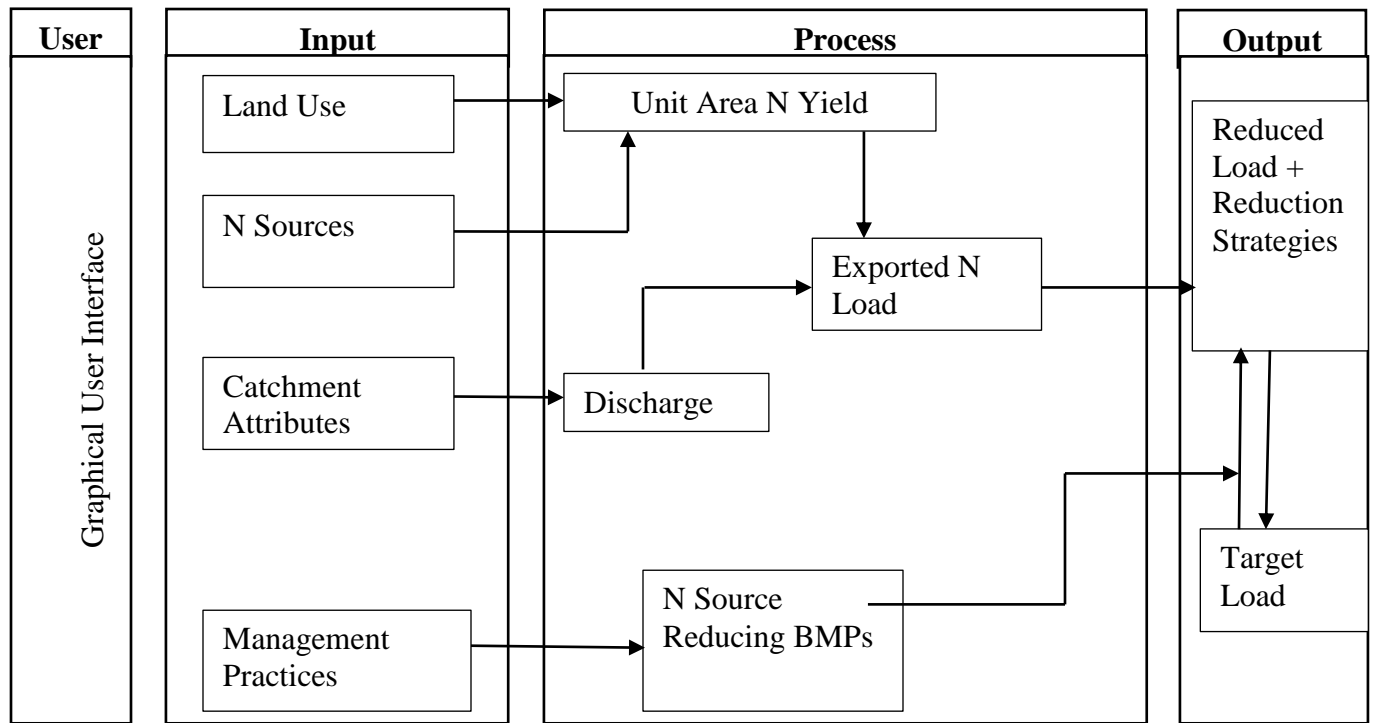 User
Input
Process
Output
Graphical User Interface
Land Use
N Sources
Catchment
Attributes
Management
Practices
Unit Area N Yield
Exported N
Load
Discharge
N Source
Reducing BMPs
Reduced
Load +
Reduction
Strategies
Target
Load